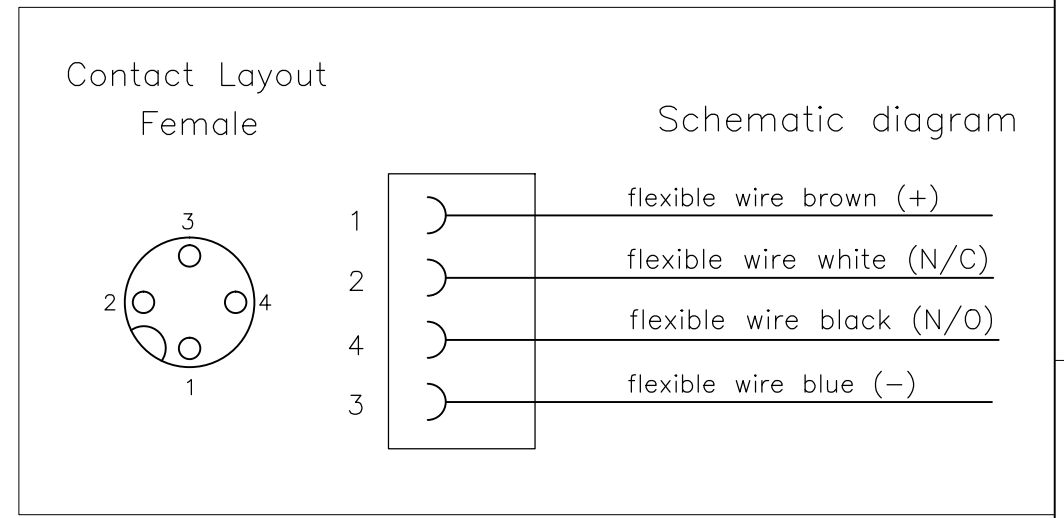 Contact Layout
Female
Schematic diagram
3
2
4
1
1 flexible wire brown (+)
2 flexible wire white (N/C)
4 flexible wire black (N/O)
3 flexible wire blue (−)